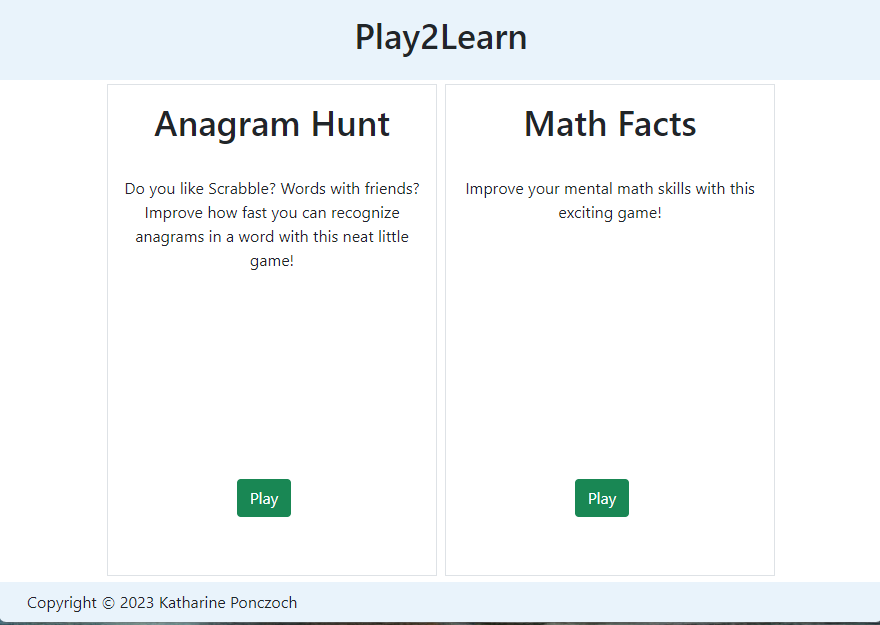 Play2Learn
Anagram Hunt
Do you like Scrabble? Words with friends?
Improve how fast you can recognize
anagrams in a word with this neat little
game!
Play
Math Facts
Improve your mental math skills with this
exciting game!
Play
Copyright © 2023 Katharine Ponczoch